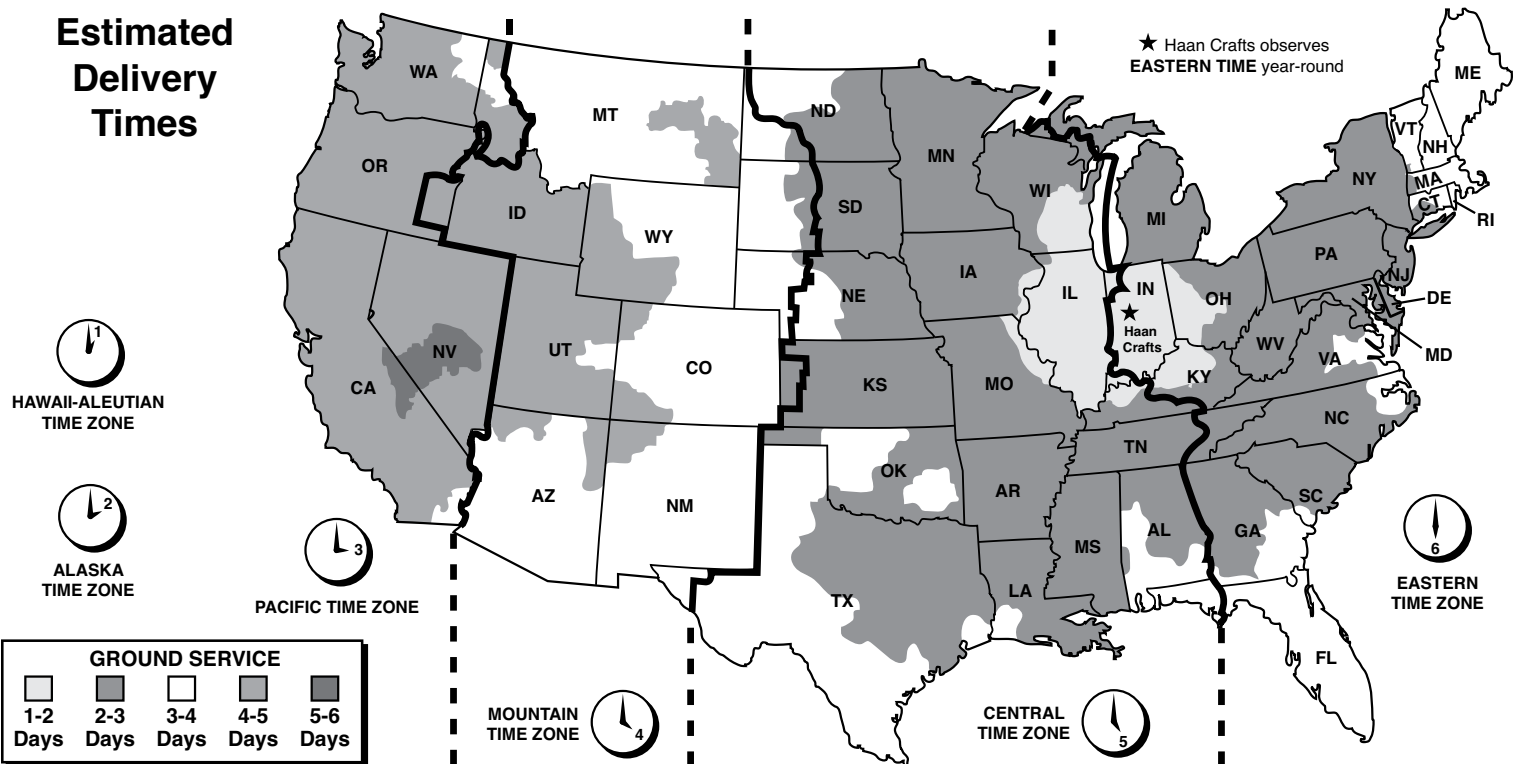 Estimated
Delivery
Times
★ Haan Crafts observes
EASTERN TIME year-round
WA
OR
CA
NV
ID
MT
WY
UT
CO
AZ
NM
ND
SD
NE
KS
OK
TX
MN
IA
MO
AR
LA
WI
IL
MI
IN
★
Haan
Crafts
OH
KY
TN
MS
AL
GA
FL
SC
NC
VA
WV
PA
NY
NJ
DE
MD
VT
NH
ME
MA
CT
RI
1
HAWAII-ALEUTIAN
TIME ZONE
2
ALASKA
TIME ZONE
3
PACIFIC TIME ZONE
MOUNTAIN
TIME ZONE
4
CENTRAL
TIME ZONE
5
6
EASTERN
TIME ZONE
GROUND SERVICE
1-2 2-3 3-4 4-5 5-6
Days Days Days Days Days